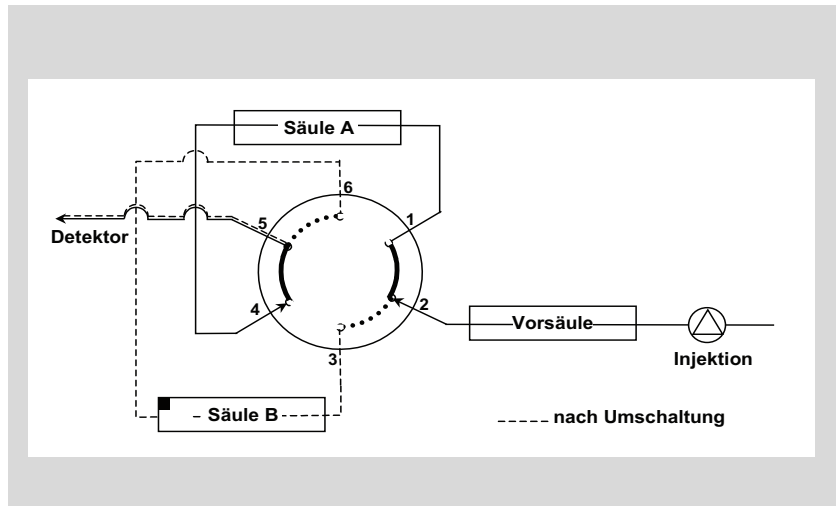 Säule A
6
1
5
Detektor
4
2
Vorsäule
3
Injektion
Säule B
nach Umschaltung